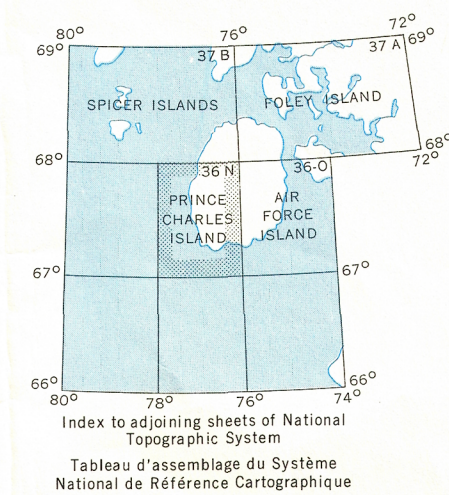 80° 76° 72°
69° 37 B 37 A 69°
SPICER ISLANDS FOLEY ISLAND
68° 36 N 36-O 68°
72°
PRINCE CHARLES ISLAND
AIR FORCE ISLAND
67° 67°
66° 66°
80° 78° 76° 74°
Index to adjoining sheets of National
Topographic System
Tableau d'assemblage du Système
National de Référence Cartographique